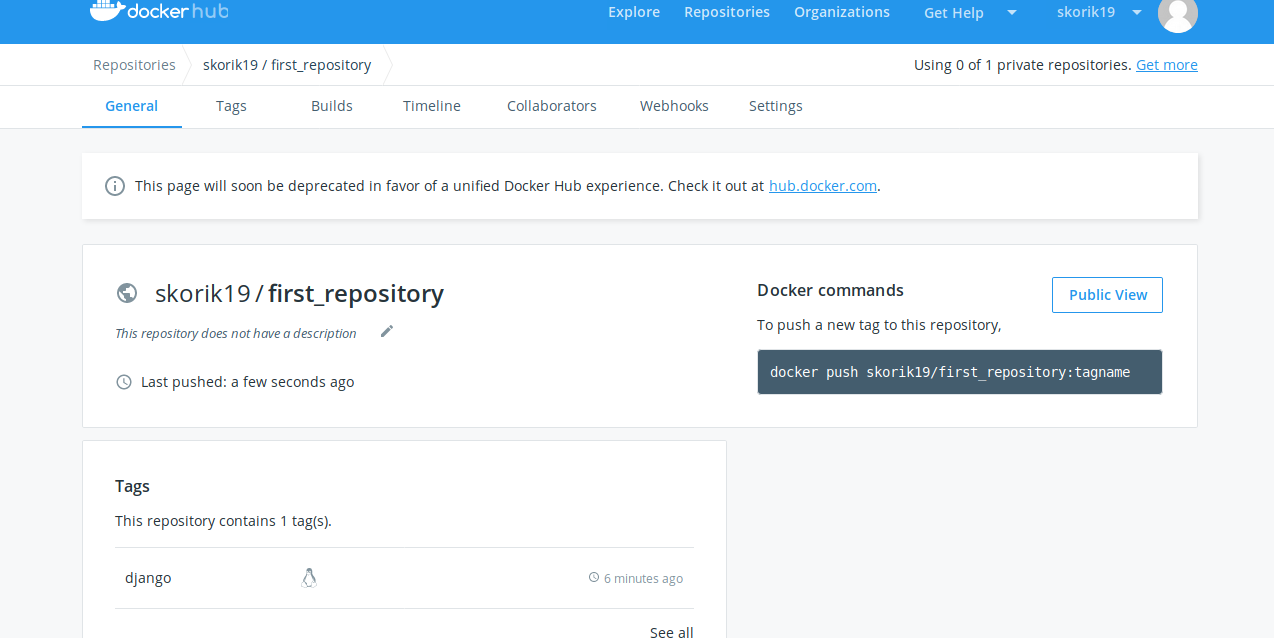 docker hub
Explore Repositories Organizations Get Help skorik19
Repositories skorik19 / first_repository Using 0 of 1 private repositories. Get more
General Tags Builds Timeline Collaborators Webhooks Settings
This page will soon be deprecated in favor of a unified Docker Hub experience. Check it out at hub.docker.com.
skorik19 / first_repository
This repository does not have a description
Last pushed: a few seconds ago
Docker commands
Public View
To push a new tag to this repository,
docker push skorik19/first_repository:tagname
Tags
This repository contains 1 tag(s).
django 6 minutes ago
See all